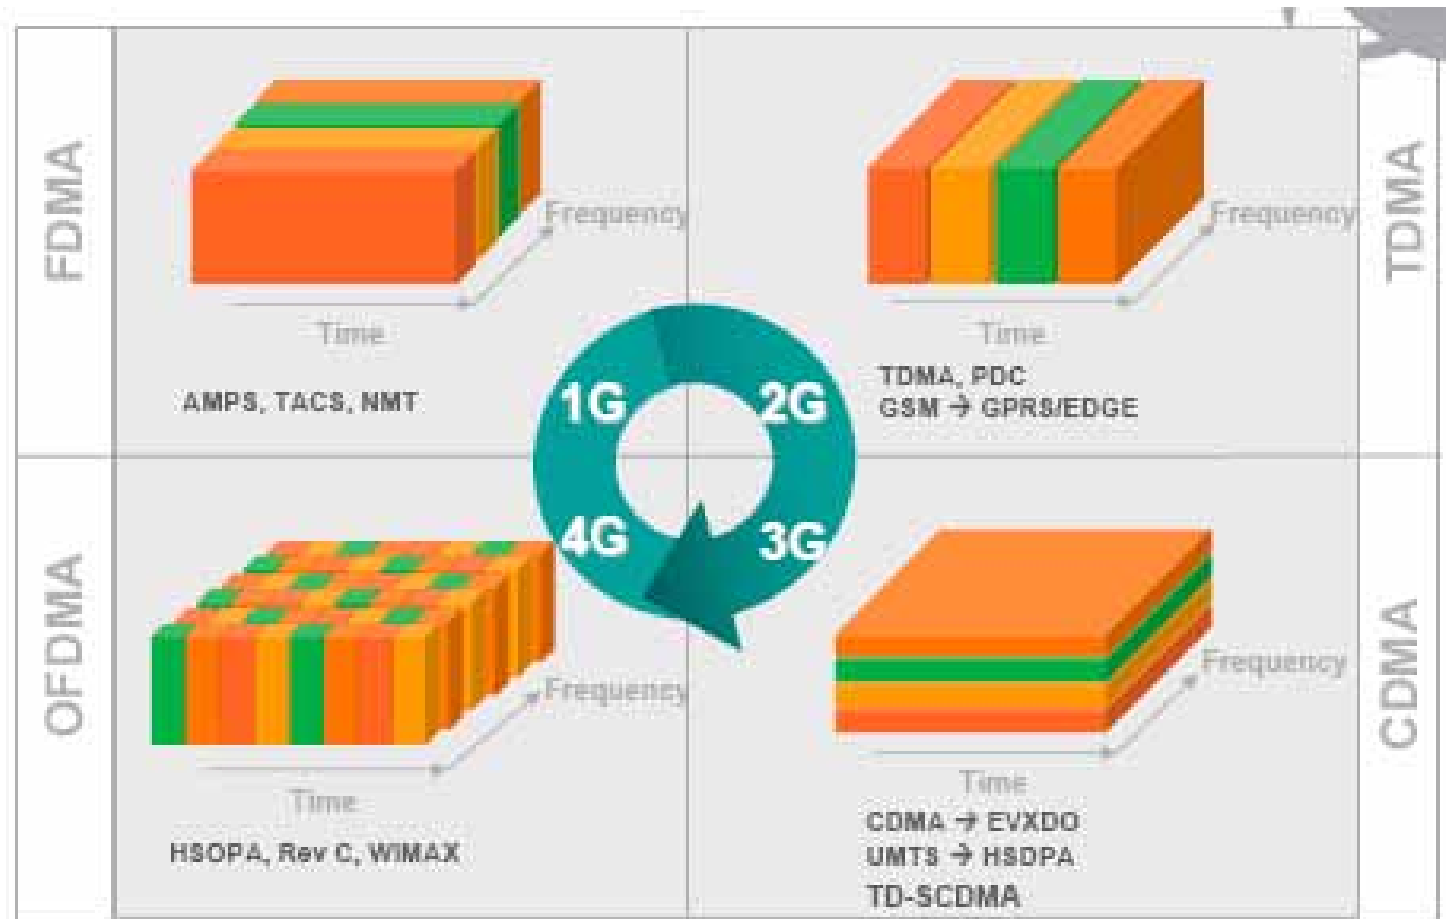 FDMA
Frequency
Time
AMPS, TACS, NMT
1G
2G
Frequency
Time
TDMA, PDC
GSM → GPRS/EDGE
TDMA
OFDMA
4G
3G
Frequency
Time
HSOPA, Rev C, WIMAX
Frequency
Time
CDMA → EVXDO
UMTS → HSDPA
TD-SCDMA
CDMA